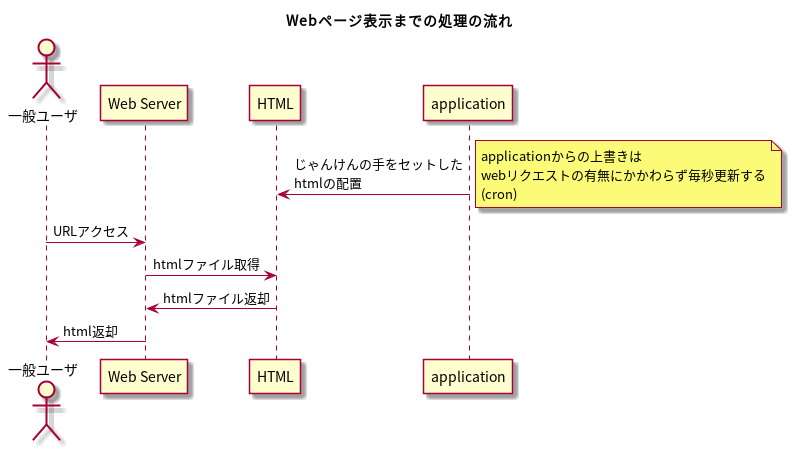 Webページ表示までの処理の流れ
一般ユーザ
Web Server
HTML
application
じゃんけんの手をセットした
htmlの配置
applicationからの上書きは
webリクエストの有無にかかわらず毎秒更新する
(cron)
URLアクセス
htmlファイル取得
htmlファイル返却
html返却
一般ユーザ
Web Server
HTML
application